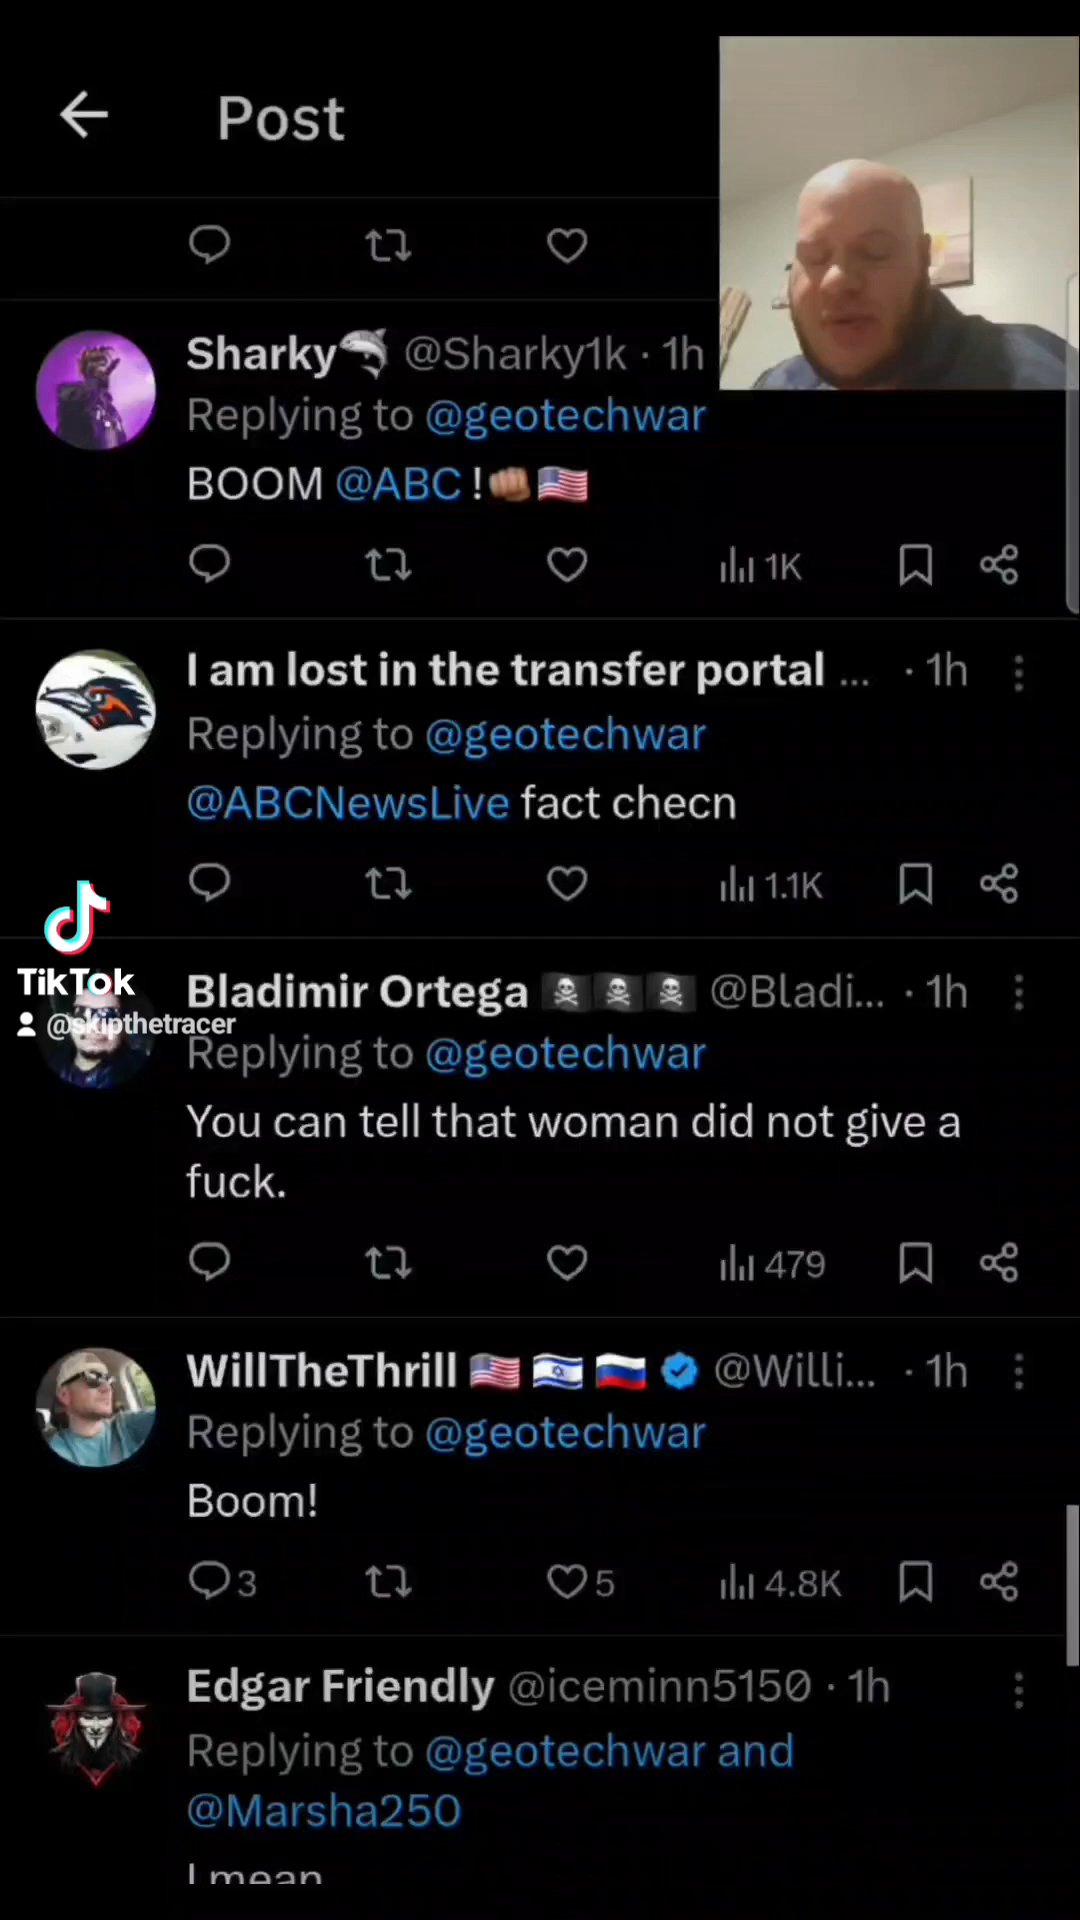 Post
Sharky @Sharky1k · 1h
Replying to @geotechwar
BOOM @ABC !
1K
I am lost in the transfer portal ... · 1h
Replying to @geotechwar
@ABCNewsLive fact checn
1.1K
TikTok
@skipthetracer
Bladimir Ortega @Bladi... · 1h
Replying to @geotechwar
You can tell that woman did not give a
fuck.
479
WillTheThrill @Willi... · 1h
Replying to @geotechwar
Boom!
3 5 4.8K
Edgar Friendly @iceminn5150 · 1h
Replying to @geotechwar and
@Marsha250
I mean